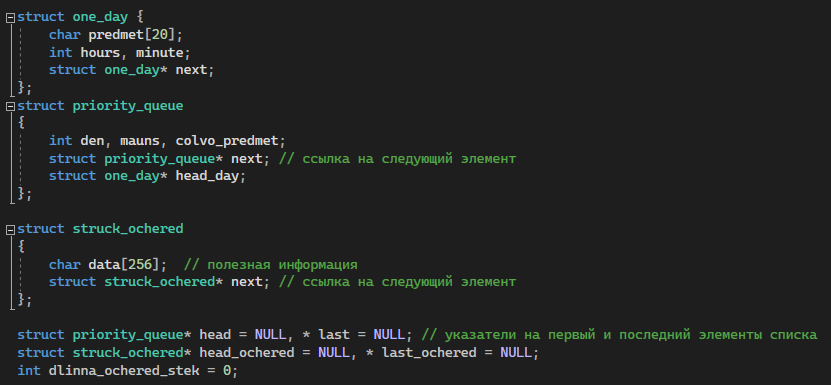 struct one_day {
char predmet[20];
int hours, minute;
struct one_day* next;
};
struct priority_queue
{
int den, mauns, colvo_predmet;
struct priority_queue* next; // ссылка на следующий элемент
struct one_day* head_day;
};
struct struck_ochered
{
char data[256]; // полезная информация
struct struck_ochered* next; // ссылка на следующий элемент
};
struct priority_queue* head = NULL, * last = NULL; // указатели на первый и последний элементы списка
struct struck_ochered* head_ochered = NULL, * last_ochered = NULL;
int dlinna_ochered_stek = 0;